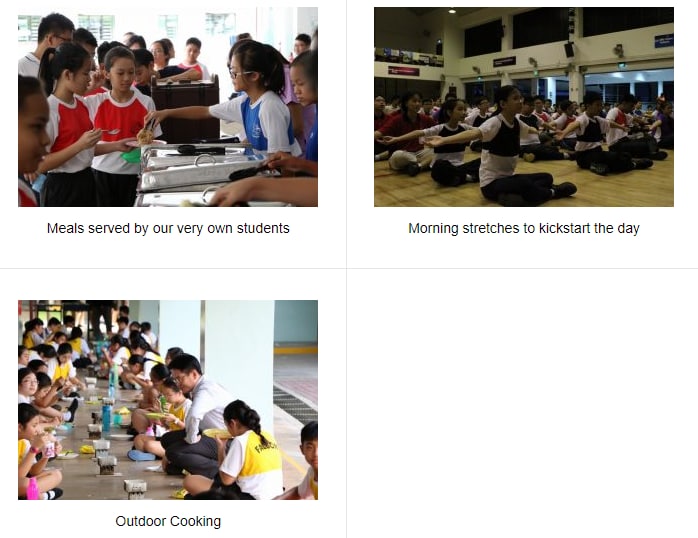 Meals served by our very own students
Morning stretches to kickstart the day
Outdoor Cooking